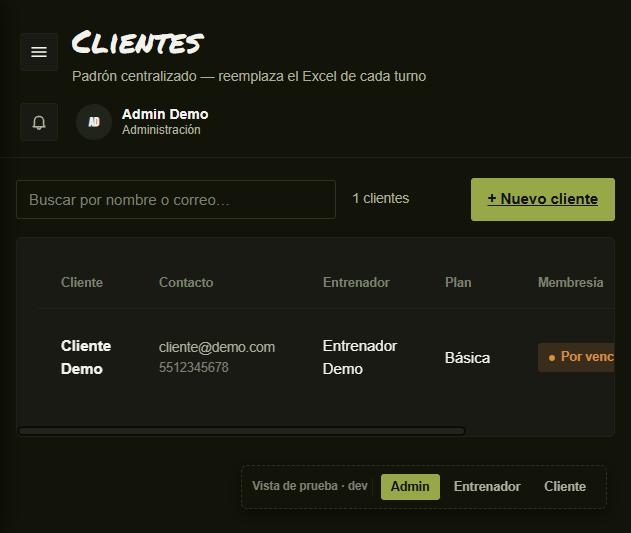 Clientes
Padrón centralizado — reemplaza el Excel de cada turno
AD
Admin Demo
Administración
Buscar por nombre o correo...
1 clientes
+ Nuevo cliente
Cliente Contacto Entrenador Plan Membresía
Cliente Demo
cliente@demo.com
5512345678
Entrenador Demo
Básica
Por venc
Vista de prueba · dev Admin Entrenador Cliente